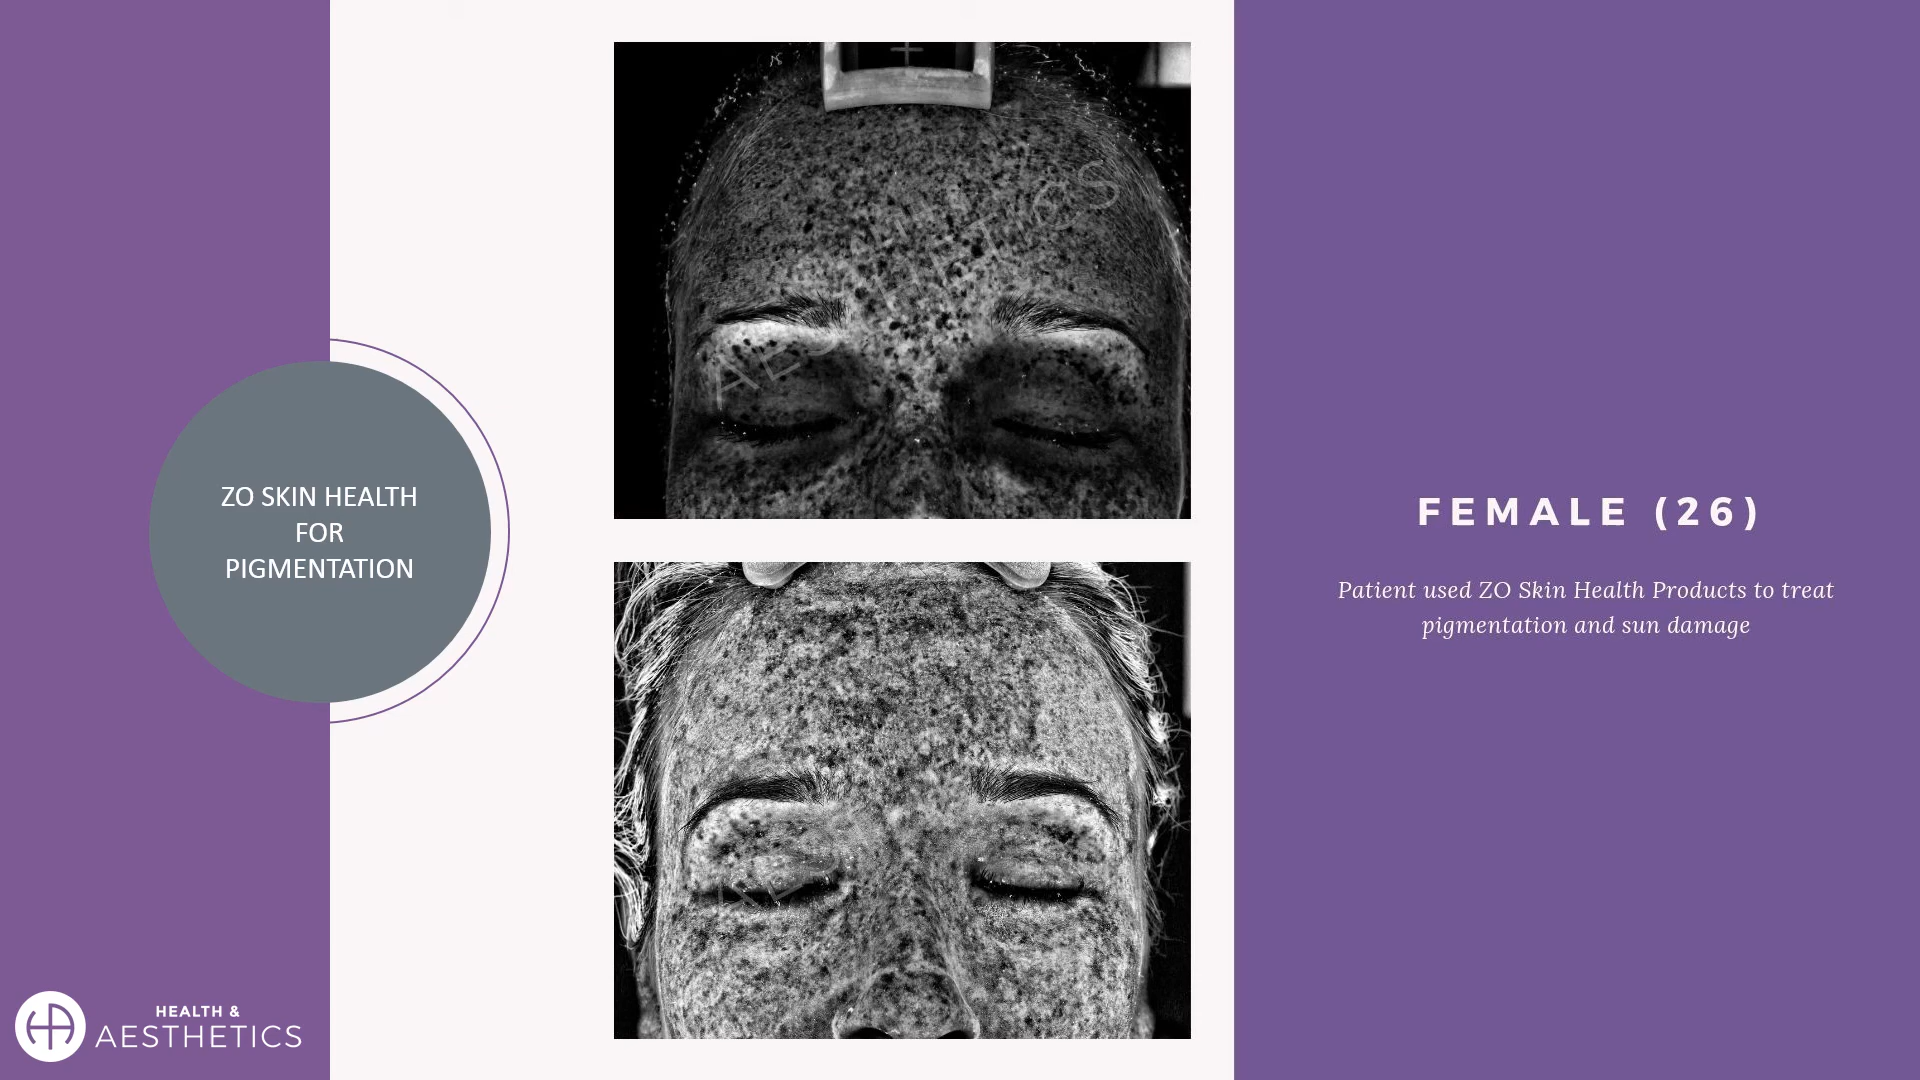 ZO SKIN HEALTH
FOR
PIGMENTATION
AESTHETICS
FEMALE (26)
Patient used ZO Skin Health Products to treat
pigmentation and sun damage
HEALTH &
AESTHETICS